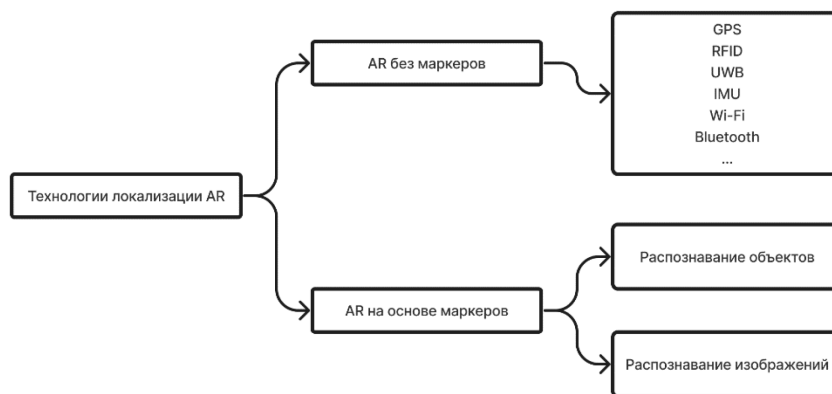 Технологии локализации AR
AR без маркеров
GPS
RFID
UWB
IMU
Wi-Fi
Bluetooth
...
AR на основе маркеров
Распознавание объектов
Распознавание изображений